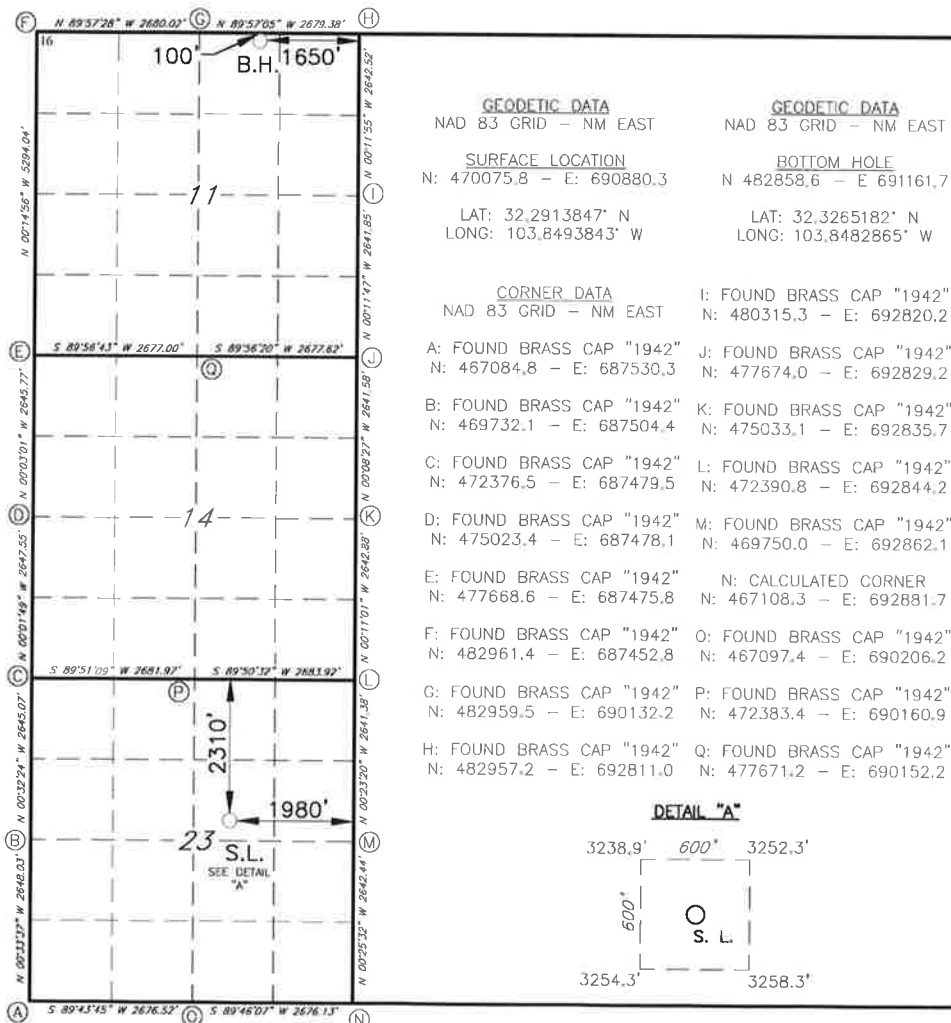 F N 89°57'28" W 2680.02' G N 89°57'05" W 2679.38' H
16
100'
B.H.
1650'
N 00°14'56" W 5294.04'
N 00°11'55" W 2642.52'
11
I
N 00°11'47" W 2641.85'
E S 89°56'43" W 2677.00' S 89°56'20" W 2677.62' J
Q
N 00°03'01" W 2645.77'
N 00°08'27" W 2641.58'
D
14
K
N 00°01'49" W 2647.55'
N 00°11'01" W 2642.88'
C S 89°51'09" W 2681.97' S 89°50'32" W 2683.92' L
P
N 00°32'24" W 2645.07'
2310'
N 00°23'20" W 2641.38'
1980'
B
23
M
S.L.
SEE DETAIL
"A"
N 00°33'37" W 2648.03'
N 00°25'32" W 2642.44'
A S 89°43'45" W 2676.52' O S 89°46'07" W 2676.13' N
GEODETIC DATA
NAD 83 GRID – NM EAST
SURFACE LOCATION
N: 470075.8 – E: 690880.3
LAT: 32.2913847° N
LONG: 103.8493843° W
GEODETIC DATA
NAD 83 GRID – NM EAST
BOTTOM HOLE
N 482858.6 – E 691161.7
LAT: 32.3265182° N
LONG: 103.8482865° W
CORNER DATA
NAD 83 GRID – NM EAST
A: FOUND BRASS CAP "1942"
N: 467084.8 – E: 687530.3
B: FOUND BRASS CAP "1942"
N: 469732.1 – E: 687504.4
C: FOUND BRASS CAP "1942"
N: 472376.5 – E: 687479.5
D: FOUND BRASS CAP "1942"
N: 475023.4 – E: 687478.1
E: FOUND BRASS CAP "1942"
N: 477668.6 – E: 687475.8
F: FOUND BRASS CAP "1942"
N: 482961.4 – E: 687452.8
G: FOUND BRASS CAP "1942"
N: 482959.5 – E: 690132.2
H: FOUND BRASS CAP "1942"
N: 482957.2 – E: 692811.0
I: FOUND BRASS CAP "1942"
N: 480315.3 – E: 692820.2
J: FOUND BRASS CAP "1942"
N: 477674.0 – E: 692829.2
K: FOUND BRASS CAP "1942"
N: 475033.1 – E: 692835.7
L: FOUND BRASS CAP "1942"
N: 472390.8 – E: 692844.2
M: FOUND BRASS CAP "1942"
N: 469750.0 – E: 692862.1
N: CALCULATED CORNER
N: 467108.3 – E: 692881.7
O: FOUND BRASS CAP "1942"
N: 467097.4 – E: 690206.2
P: FOUND BRASS CAP "1942"
N: 472383.4 – E: 690160.9
Q: FOUND BRASS CAP "1942"
N: 477671.2 – E: 690152.2
DETAIL "A"
3238.9' 600' 3252.3'
600'
S. L.
3254.3' 3258.3'